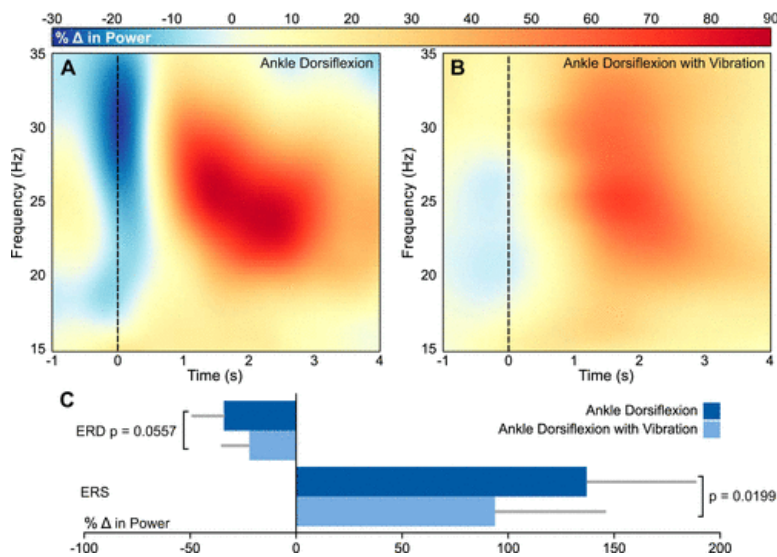 -30 -20 -10 0 10 20 30 40 50 60 70 80 90
% Δ in Power
A Ankle Dorsiflexion
B Ankle Dorsiflexion with Vibration
35 35
30 30
25 25
20 20
15 15
Frequency (Hz) Frequency (Hz)
-1 0 1 2 3 4 -1 0 1 2 3 4
Time (s) Time (s)
C
Ankle Dorsiflexion
Ankle Dorsiflexion with Vibration
ERD p = 0.0557
ERS
p = 0.0199
% Δ in Power
-100 -50 0 50 100 150 200